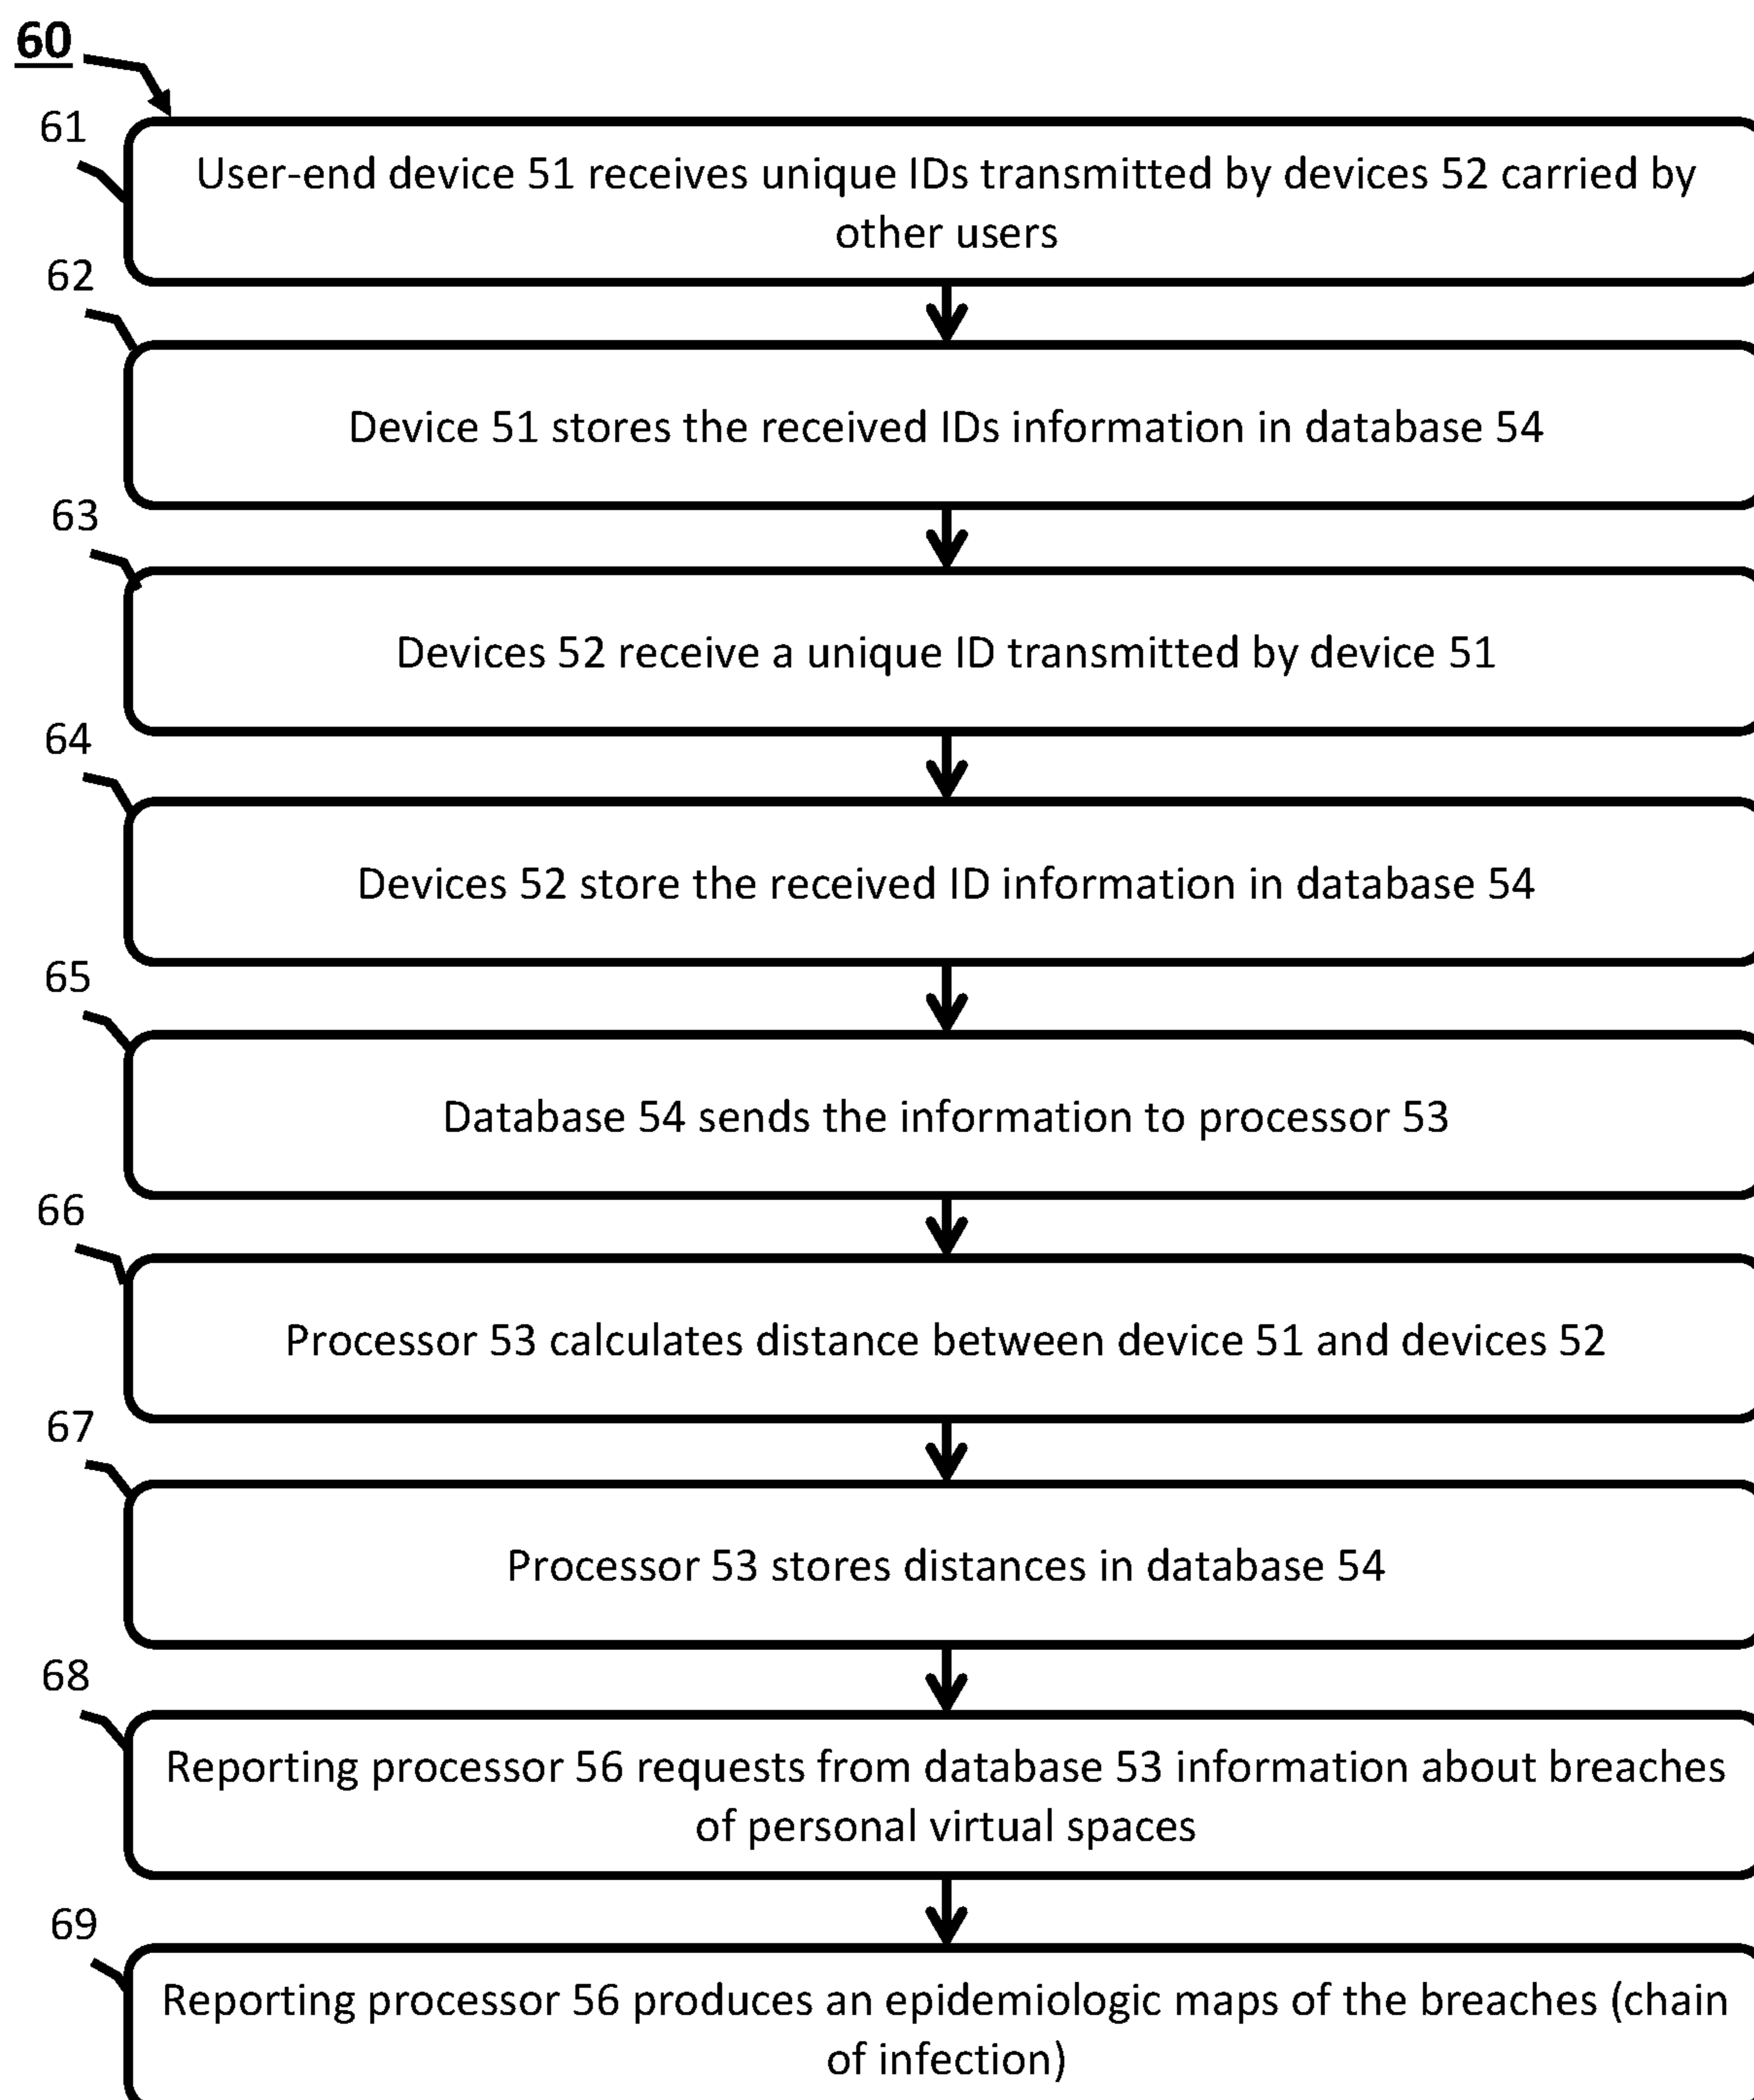 60
61
User-end device 51 receives unique IDs transmitted by devices 52 carried by
other users
62
Device 51 stores the received IDs information in database 54
63
Devices 52 receive a unique ID transmitted by device 51
64
Devices 52 store the received ID information in database 54
65
Database 54 sends the information to processor 53
66
Processor 53 calculates distance between device 51 and devices 52
67
Processor 53 stores distances in database 54
68
Reporting processor 56 requests from database 53 information about breaches
of personal virtual spaces
69
Reporting processor 56 produces an epidemiologic maps of the breaches (chain
of infection)